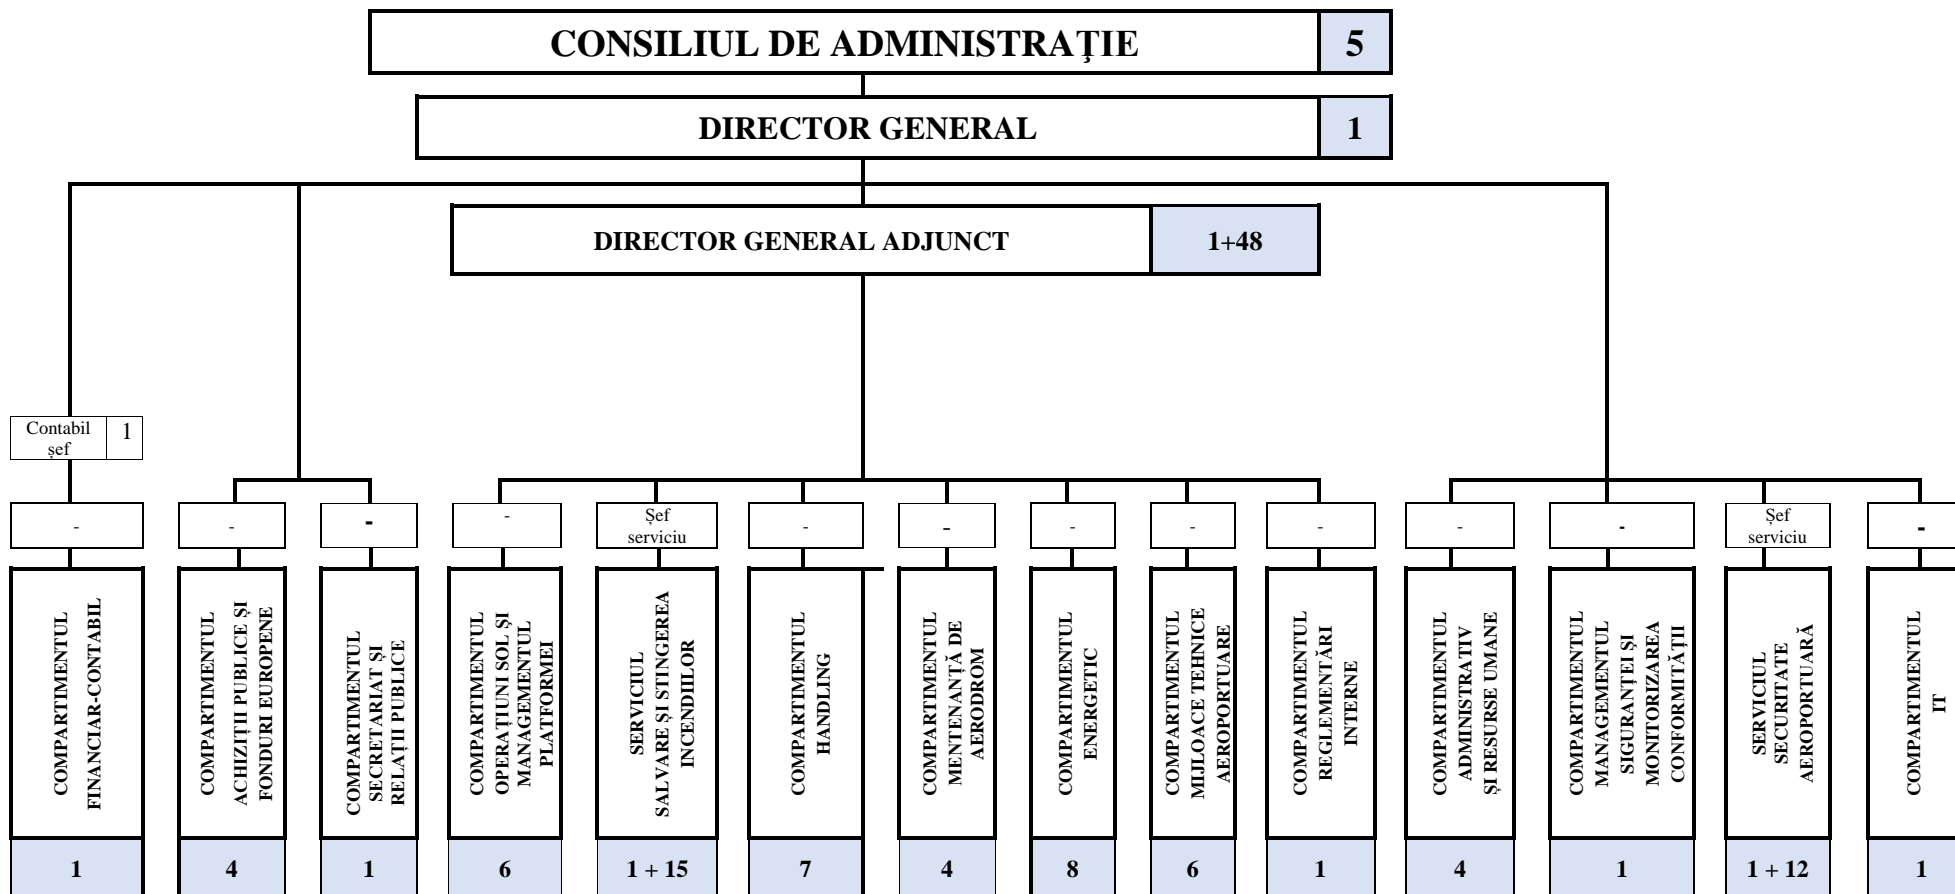 CONSILIUL DE ADMINISTRAŢIE 5
DIRECTOR GENERAL 1
DIRECTOR GENERAL ADJUNCT 1+48
Contabil
șef
1
-
-
-
-
Șef
serviciu
-
-
-
-
-
-
-
Șef
serviciu
-
COMPARTIMENTUL
FINANCIAR-CONTABIL
COMPARTIMENTUL
ACHIZIȚII PUBLICE ȘI
FONDURI EUROPENE
COMPARTIMENTUL
SECRETARIAT ȘI
RELAȚII PUBLICE
COMPARTIMENTUL
OPERAȚIUNI SOL ȘI
MANAGEMENTUL
PLATFORMEI
SERVICIUL
SALVARE ȘI STINGEREA
INCENDIILOR
COMPARTIMENTUL
HANDLING
COMPARTIMENTUL
MENTENANȚĂ DE
AERODROM
COMPARTIMENTUL
ENERGETIC
COMPARTIMENTUL
MIJLOACE TEHNICE
AEROPORTUARE
COMPARTIMENTUL
REGLEMENTĂRI
INTERNE
COMPARTIMENTUL
ADMINISTRATIV
ȘI RESURSE UMANE
COMPARTIMENTUL
MANAGEMENTUL
SIGURANȚEI ȘI
MONITORIZAREA
CONFORMITĂȚII
SERVICIUL
SECURITATE
AEROPORTUARĂ
COMPARTIMENTUL
IT
1 4 1 6 1 + 15 7 4 8 6 1 4 1 1 + 12 1